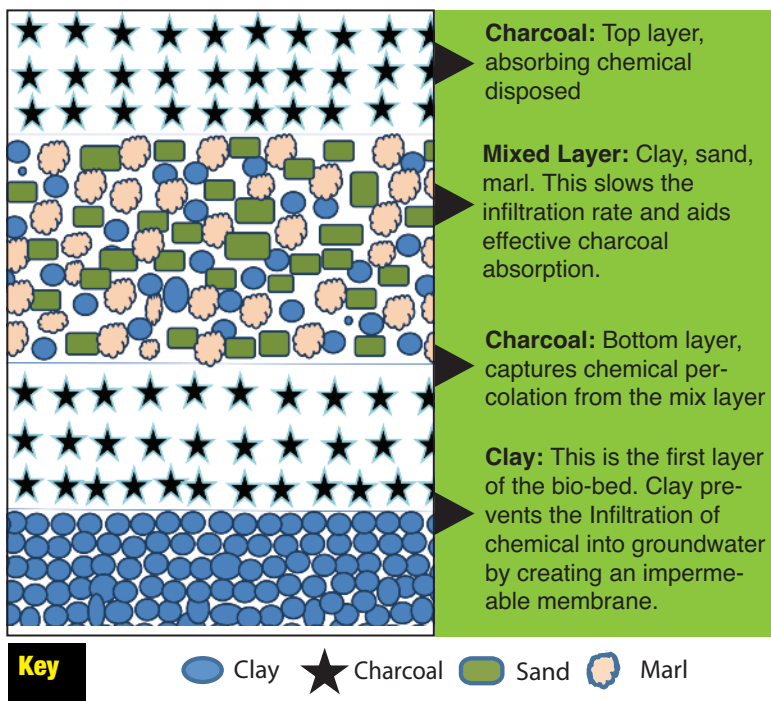 Charcoal: Top layer,
absorbing chemical
disposed
Mixed Layer: Clay, sand,
marl. This slows the
infiltration rate and aids
effective charcoal
absorption.
Charcoal: Bottom layer,
captures chemical per-
colation from the mix layer
Clay: This is the first layer
of the bio-bed. Clay pre-
vents the Infiltration of
chemical into groundwater
by creating an imperme-
able membrane.
Key Clay Charcoal Sand Marl